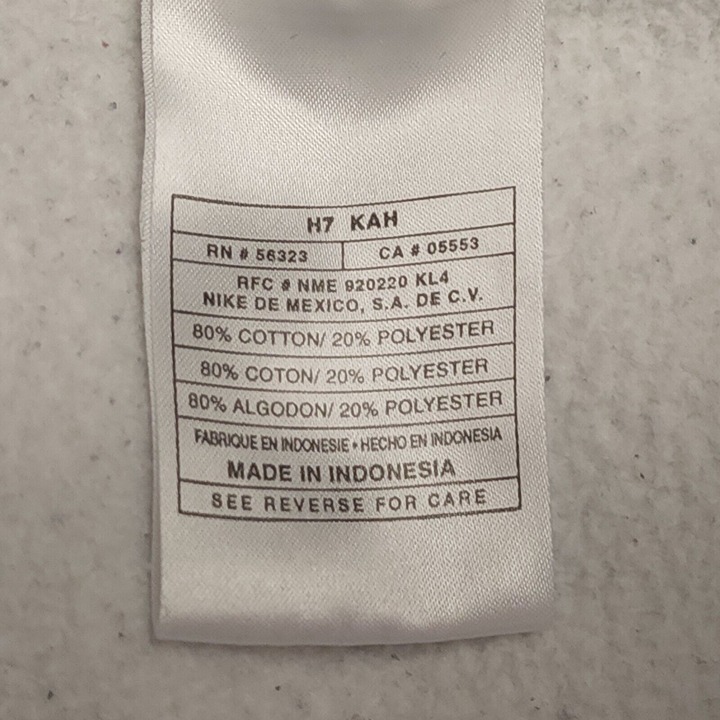 H7 KAH
RN # 56323 CA # 05553
RFC # NME 920220 KL4
NIKE DE MEXICO, S.A. DE C.V.
80% COTTON/ 20% POLYESTER
80% COTON/ 20% POLYESTER
80% ALGODON/ 20% POLYESTER
FABRIQUE EN INDONESIE • HECHO EN INDONESIA
MADE IN INDONESIA
SEE REVERSE FOR CARE